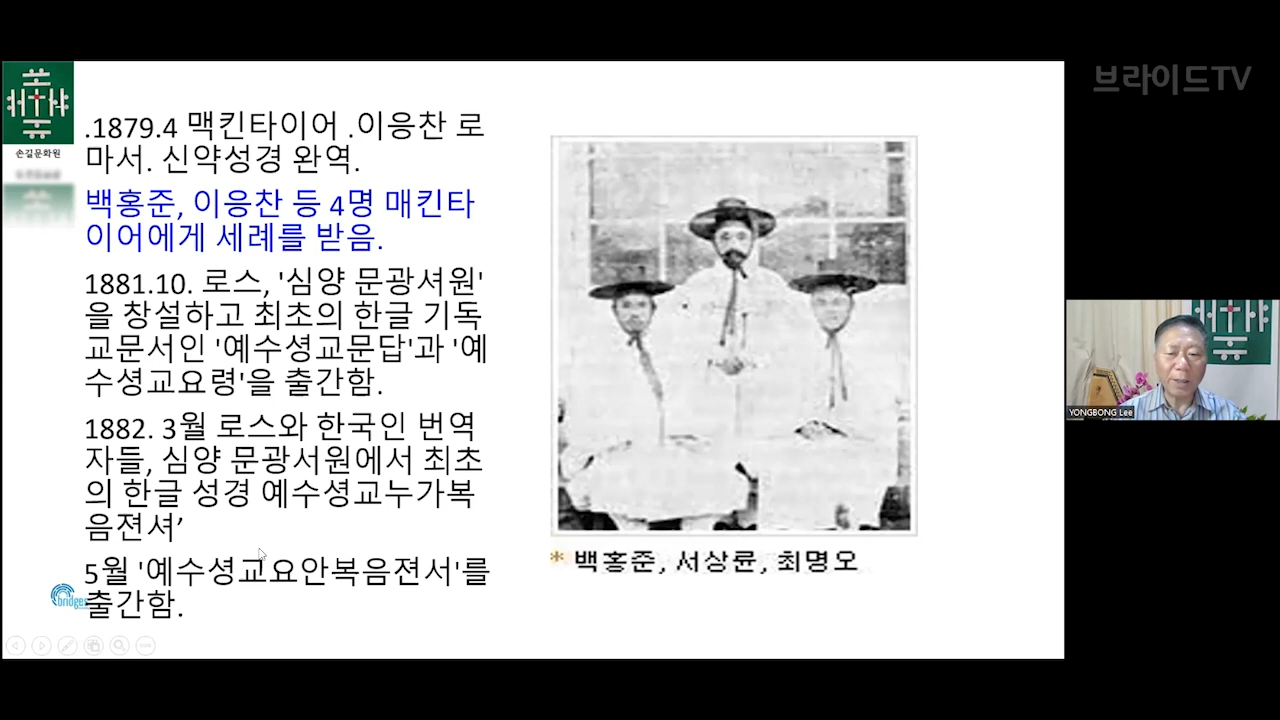 브라이드TV
손길문화원
.1879.4 맥킨타이어 .이응찬 로
마서. 신약성경 완역.
백홍준, 이응찬 등 4명 매킨타
이어에게 세례를 받음.
1881.10. 로스, '심양 문광셔원'
을 창설하고 최초의 한글 기독
교문서인 '예수셩교문답'과 '예
수셩교요령'을 출간함.
1882. 3월 로스와 한국인 번역
자들, 심양 문광서원에서 최초
의 한글 성경 예수셩교누가복
음젼셔’
5월 '예수셩교요안복음젼서'를
출간함.
bridges
* 백홍준, 서상륜, 최명오
YONGBONG Lee